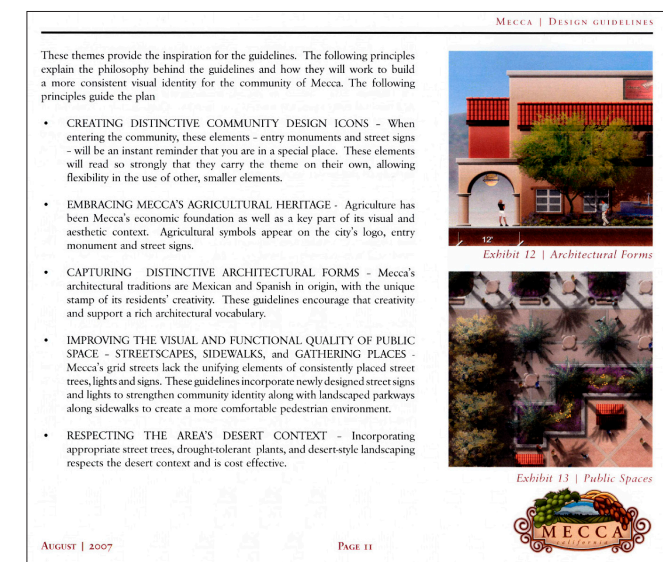 MECCA | DESIGN GUIDELINES
These themes provide the inspiration for the guidelines. The following principles
explain the philosophy behind the guidelines and how they will work to build
a more consistent visual identity for the community of Mecca. The following
principles guide the plan
• CREATING DISTINCTIVE COMMUNITY DESIGN ICONS - When
entering the community, these elements - entry monuments and street signs
- will be an instant reminder that you are in a special place. These elements
will read so strongly that they carry the theme on their own, allowing
flexibility in the use of other, smaller elements.
• EMBRACING MECCA'S AGRICULTURAL HERITAGE - Agriculture has
been Mecca's economic foundation as well as a key part of its visual and
aesthetic context. Agricultural symbols appear on the city's logo, entry
monument and street signs.
• CAPTURING DISTINCTIVE ARCHITECTURAL FORMS - Mecca's
architectural traditions are Mexican and Spanish in origin, with the unique
stamp of its residents' creativity. These guidelines encourage that creativity
and support a rich architectural vocabulary.
• IMPROVING THE VISUAL AND FUNCTIONAL QUALITY OF PUBLIC
SPACE - STREETSCAPES, SIDEWALKS, and GATHERING PLACES -
Mecca's grid streets lack the unifying elements of consistently placed street
trees, lights and signs. These guidelines incorporate newly designed street signs
and lights to strengthen community identity along with landscaped parkways
along sidewalks to create a more comfortable pedestrian environment.
• RESPECTING THE AREA'S DESERT CONTEXT - Incorporating
appropriate street trees, drought-tolerant plants, and desert-style landscaping
respects the desert context and is cost effective.
12'
Exhibit 12 | Architectural Forms
Exhibit 13 | Public Spaces
MECCA
california
AUGUST | 2007
PAGE 11